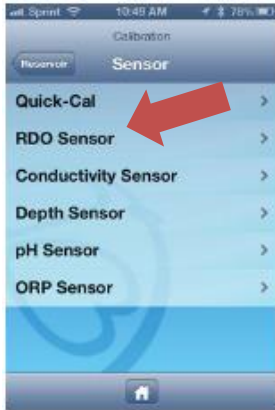 Sprint 10:49 AM 78%
Calibration
Reservoir Sensor
Quick-Cal
RDO Sensor
Conductivity Sensor
Depth Sensor
pH Sensor
ORP Sensor